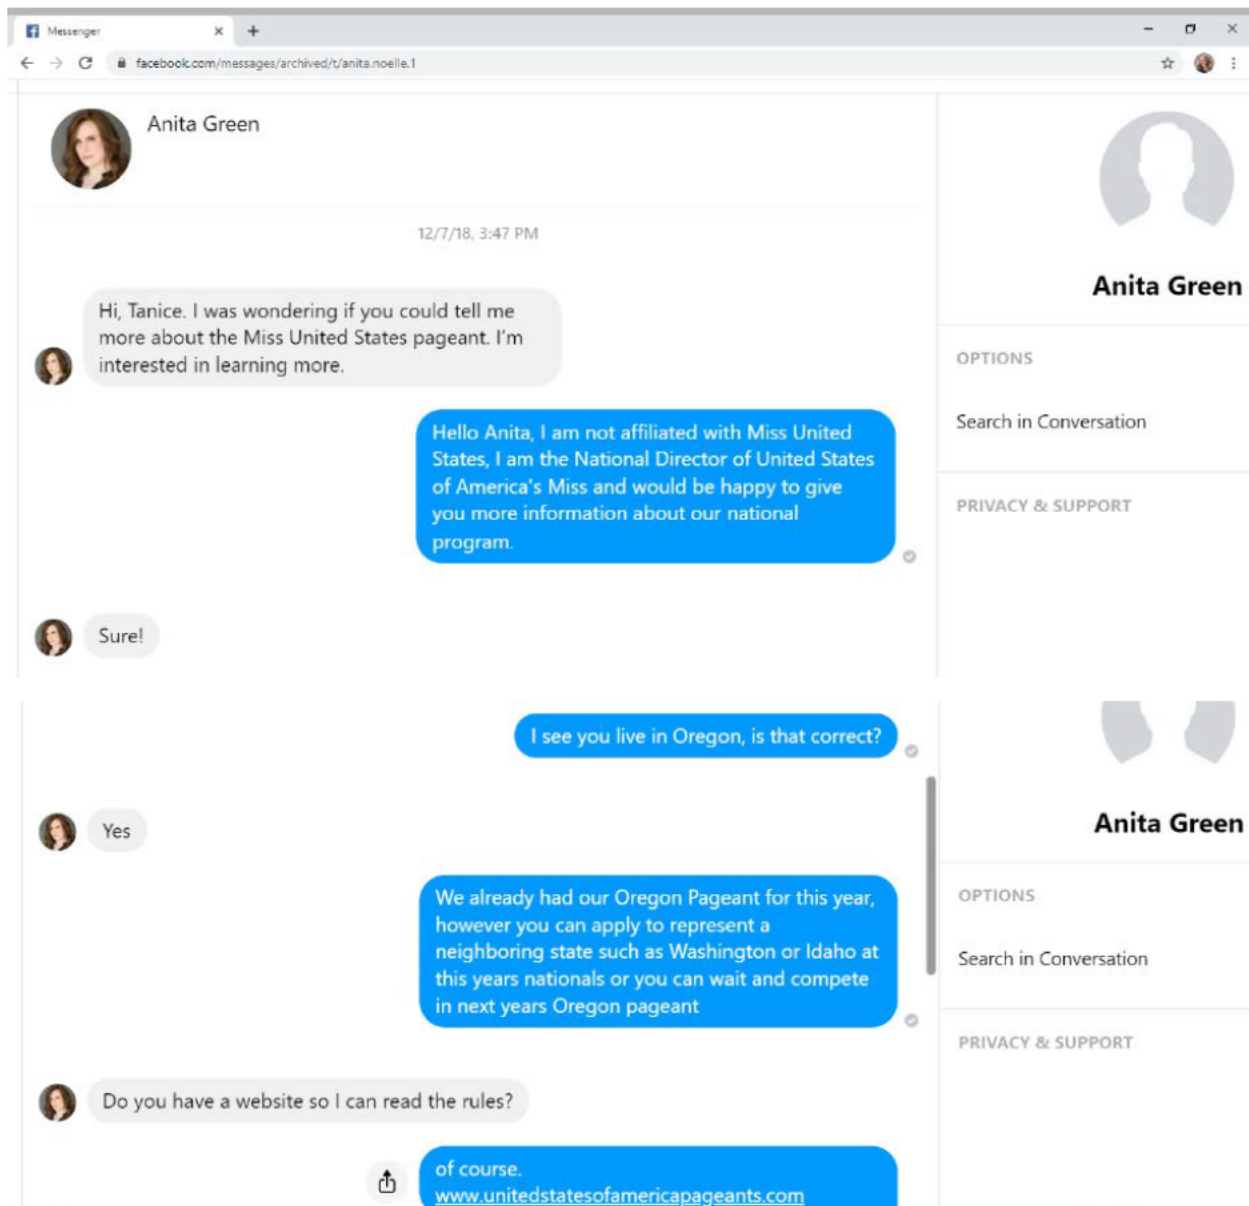 Messenger
facebook.com/messages/archived/t/anita.noelle.1
Anita Green
12/7/18, 3:47 PM
Hi, Tanice. I was wondering if you could tell me
more about the Miss United States pageant. I'm
interested in learning more.
Hello Anita, I am not affiliated with Miss United
States, I am the National Director of United States
of America's Miss and would be happy to give
you more information about our national
program.
Sure!
Anita Green
OPTIONS
Search in Conversation
PRIVACY & SUPPORT
I see you live in Oregon, is that correct?
Yes
We already had our Oregon Pageant for this year,
however you can apply to represent a
neighboring state such as Washington or Idaho at
this years nationals or you can wait and compete
in next years Oregon pageant
Do you have a website so I can read the rules?
of course.
www.unitedstatesofamericapageants.com
Anita Green
OPTIONS
Search in Conversation
PRIVACY & SUPPORT